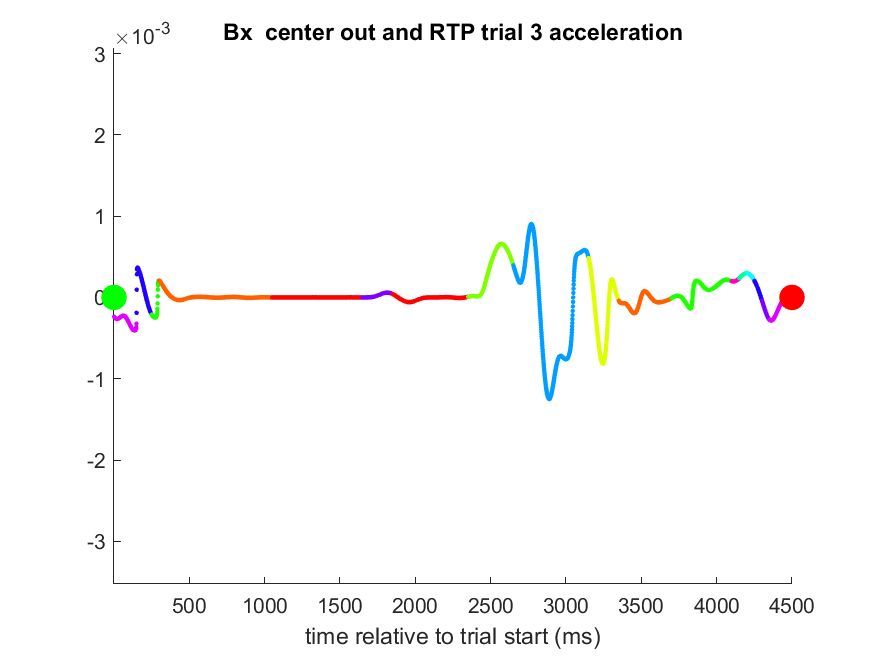 Bx  center out and RTP trial 3 acceleration
×10-3
3
2
1
0
-1
-2
-3
500 1000 1500 2000 2500 3000 3500 4000 4500
time relative to trial start (ms)